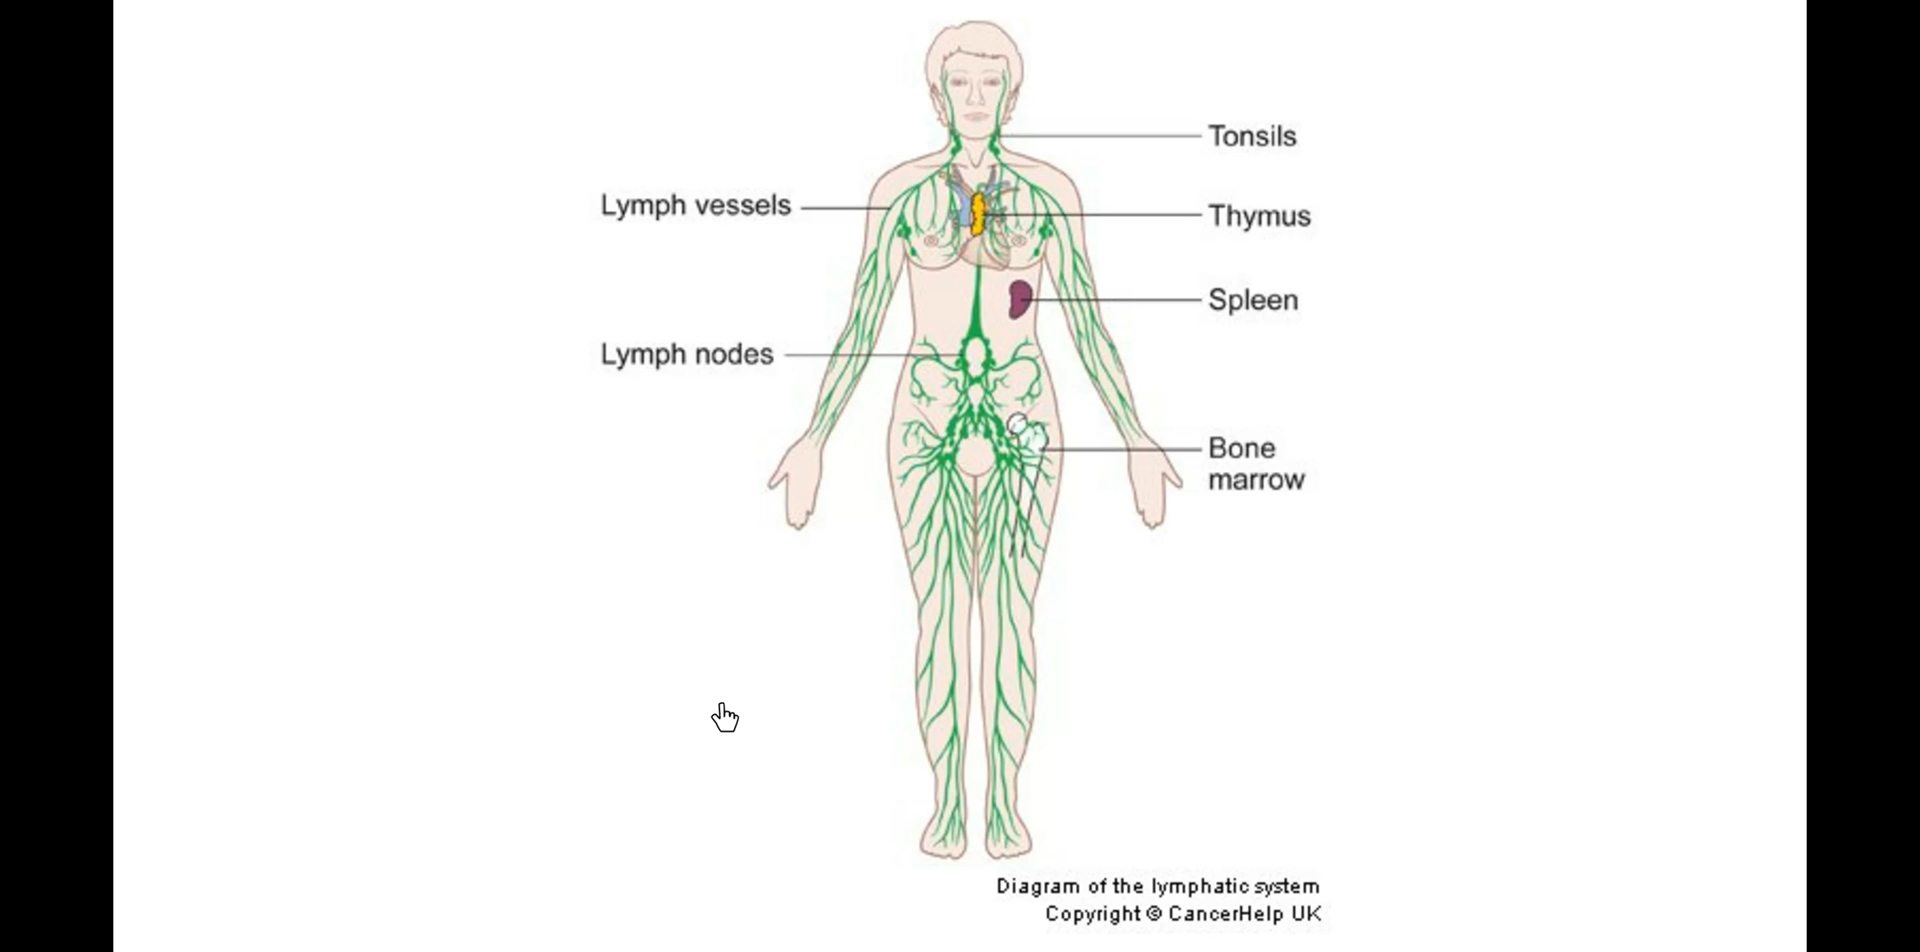 Tonsils
Lymph vessels
Thymus
Spleen
Lymph nodes
Bone
marrow
Diagram of the lymphatic system
Copyright © CancerHelp UK